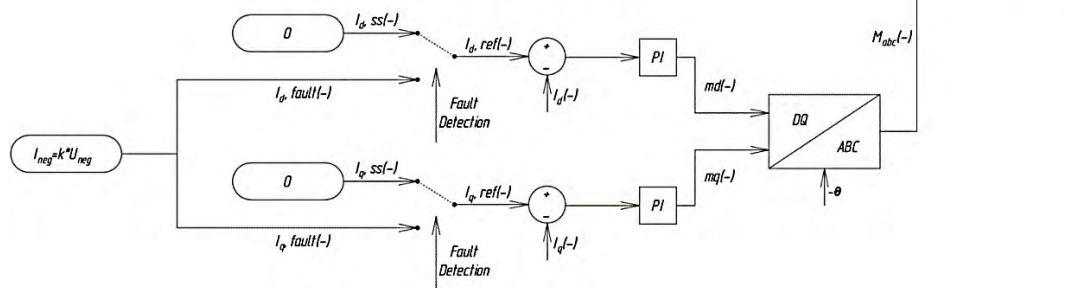 0
I_d, ss(-)
I_d, ref(-)
+
−
PI
I_d, fault(-)
Fault
Detection
I_d(-)
md(-)
M_abc(-)
I_neg=k*U_neg
DQ
ABC
-θ
0
I_q, ss(-)
I_q, ref(-)
+
−
PI
mq(-)
I_q, fault(-)
Fault
Detection
I_q(-)